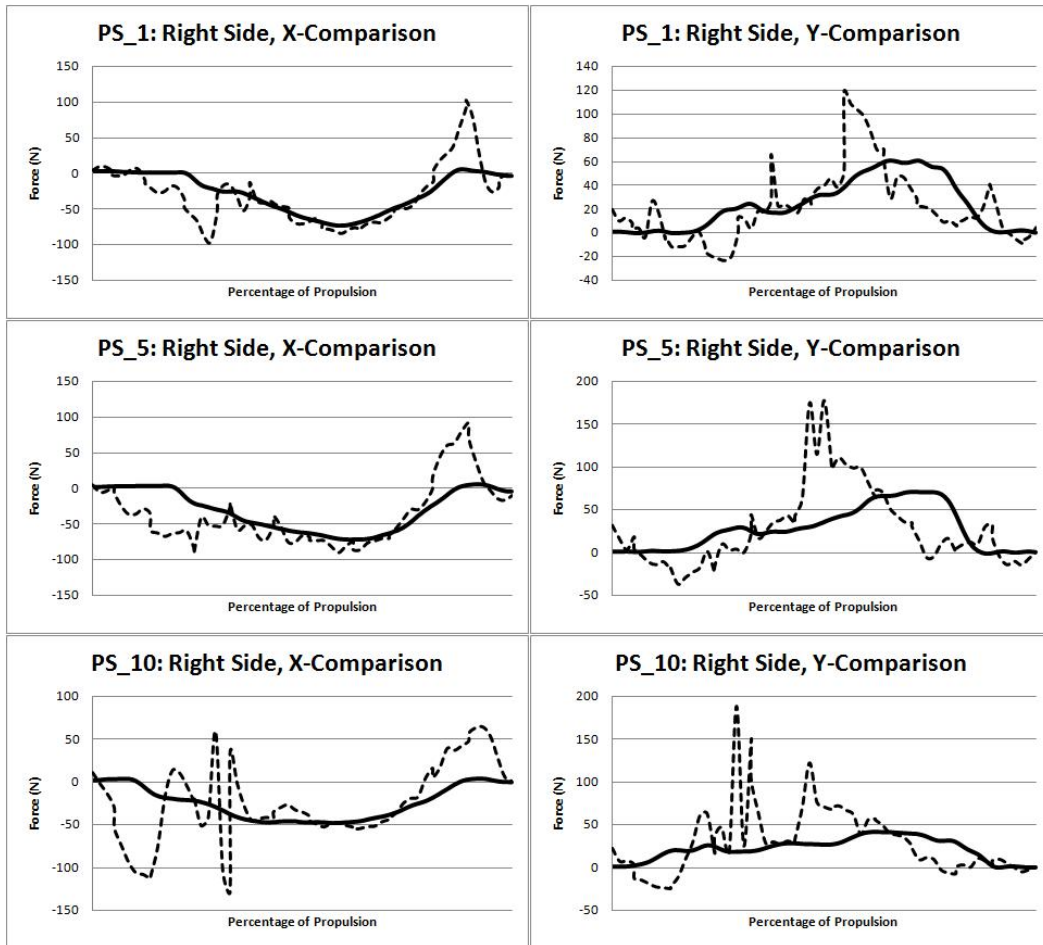 PS_1: Right Side, X-Comparison
150
100
50
0
-50
-100
-150
Force (N)
Percentage of Propulsion
PS_1: Right Side, Y-Comparison
140
120
100
80
60
40
20
0
-20
-40
Force (N)
Percentage of Propulsion
PS_5: Right Side, X-Comparison
150
100
50
0
-50
-100
-150
Force (N)
Percentage of Propulsion
PS_5: Right Side, Y-Comparison
200
150
100
50
0
-50
Force (N)
Percentage of Propulsion
PS_10: Right Side, X-Comparison
100
50
0
-50
-100
-150
Force (N)
Percentage of Propulsion
PS_10: Right Side, Y-Comparison
200
150
100
50
0
-50
Force (N)
Percentage of Propulsion